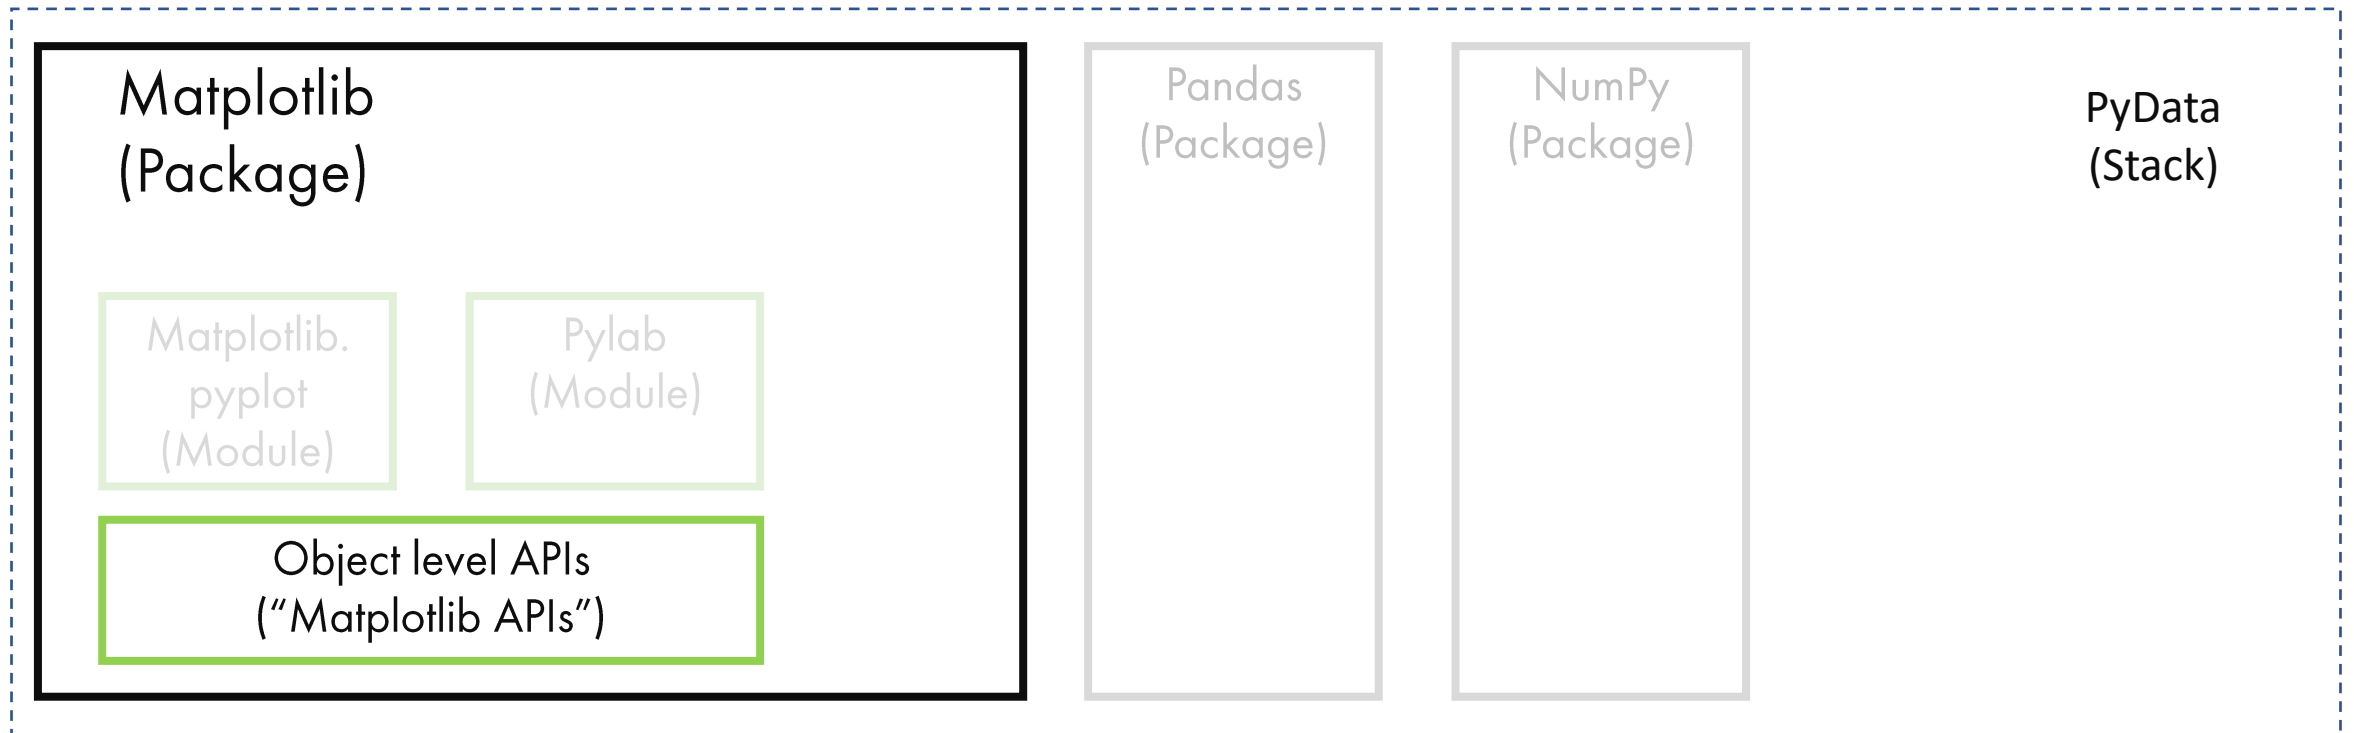 Matplotlib
(Package)
Pandas
(Package)
NumPy
(Package)
PyData
(Stack)
Matplotlib.
pyplot
(Module)
Pylab
(Module)
Object level APIs
(“Matplotlib APIs”)